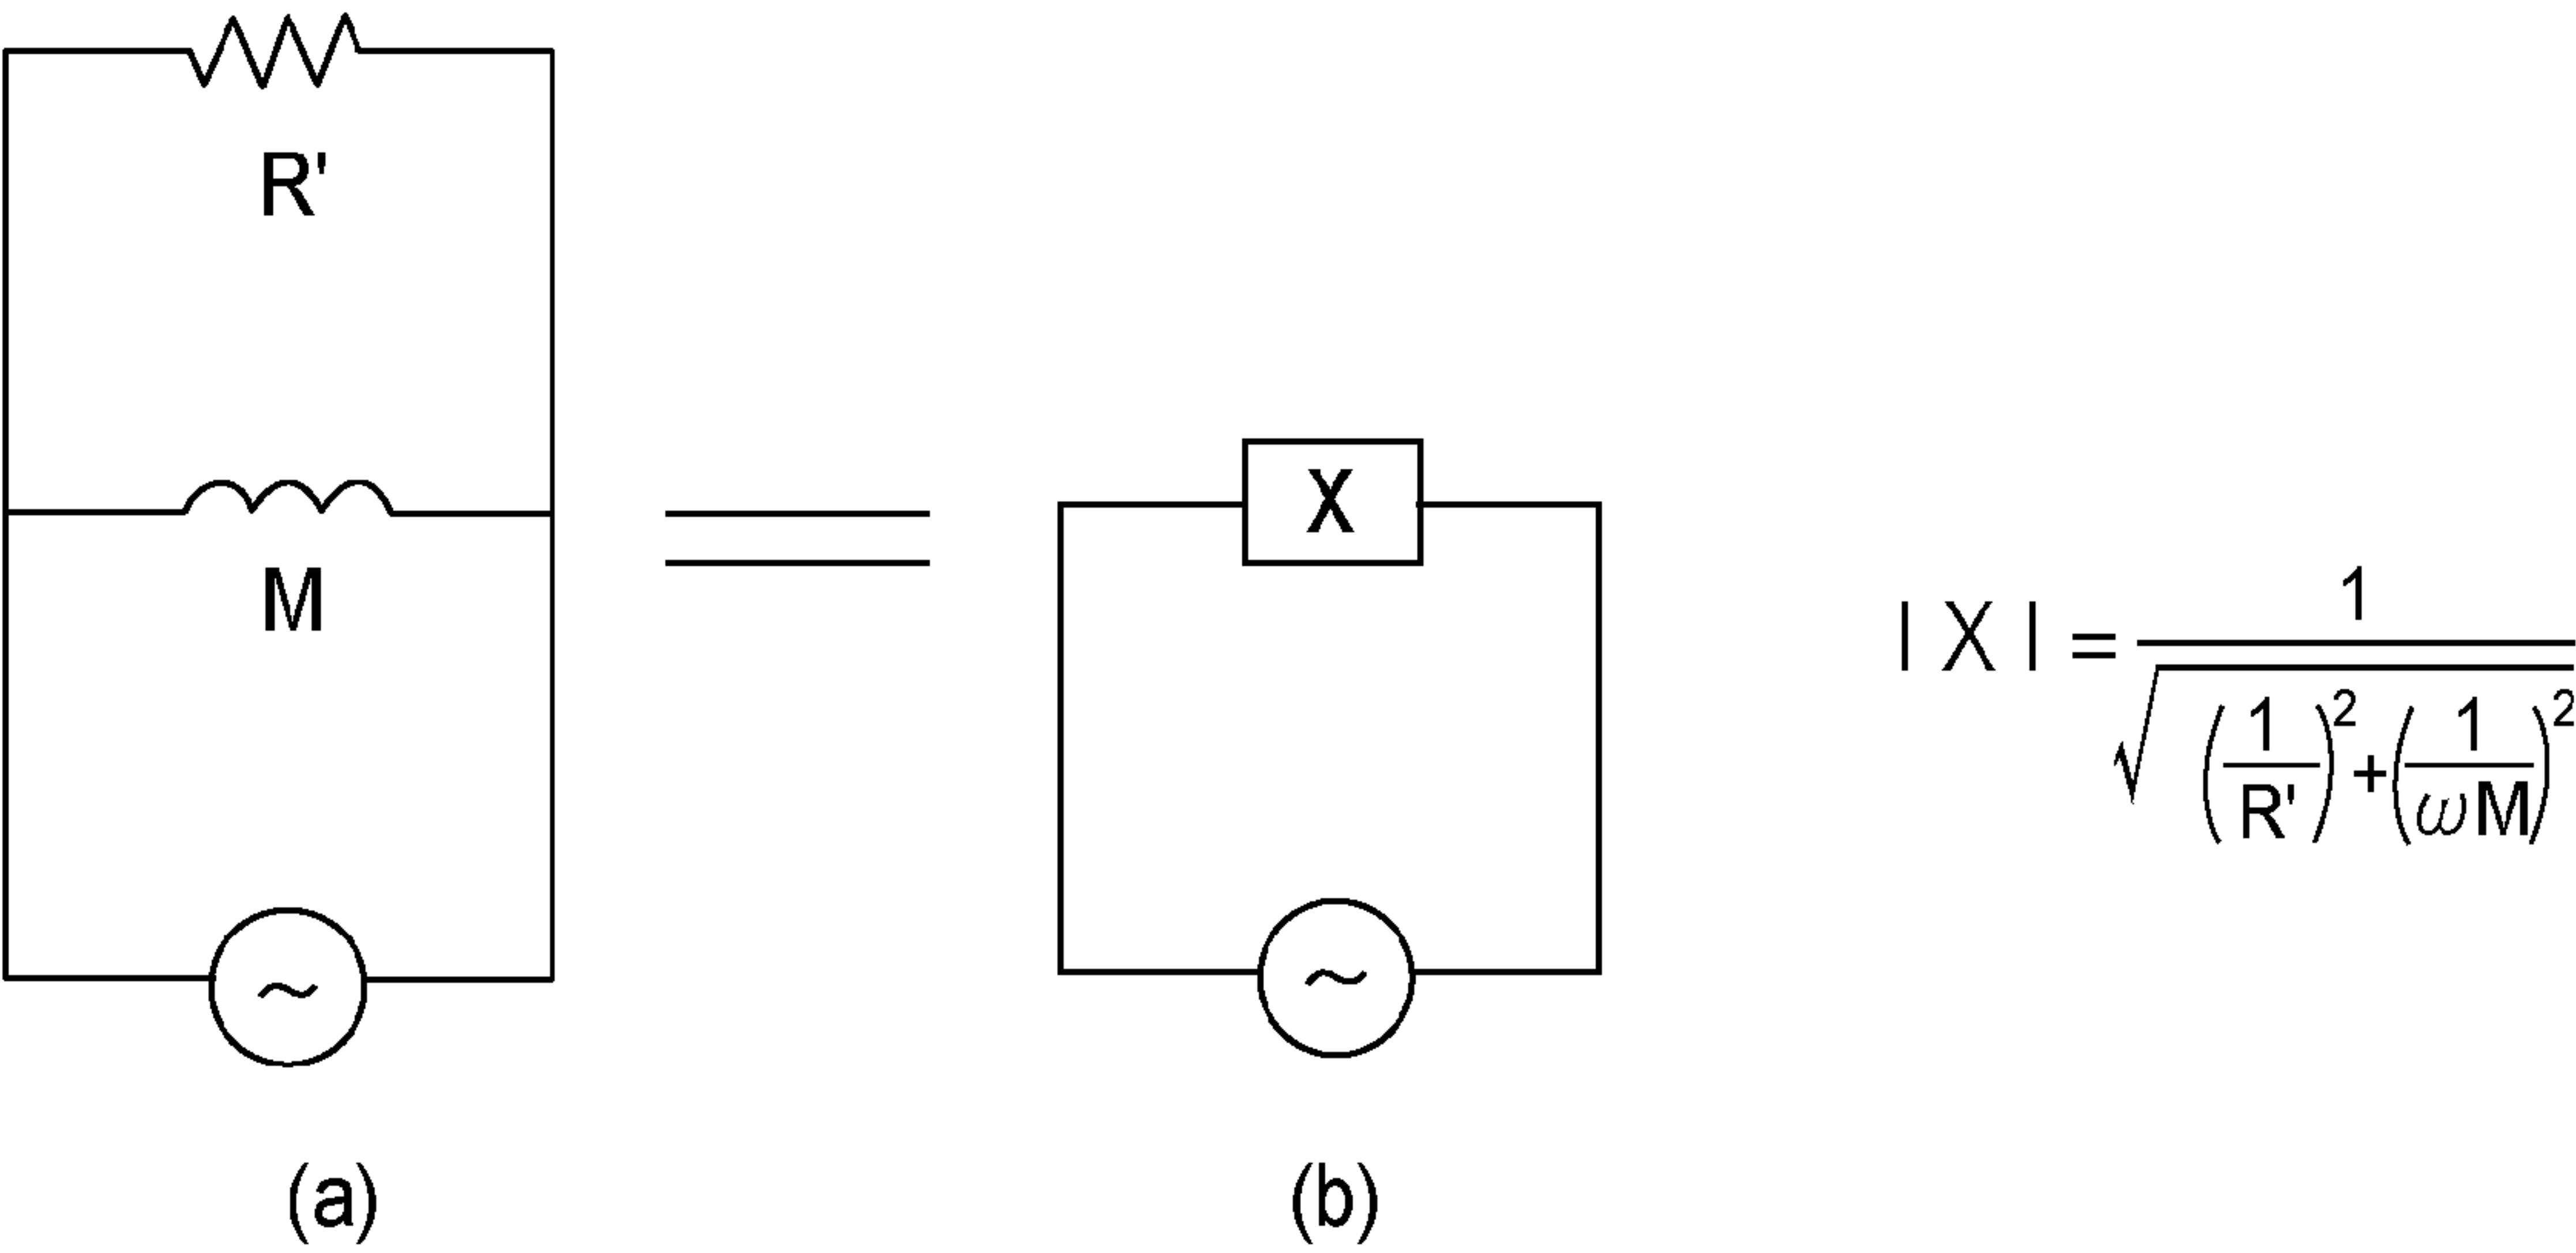 R'
M
~
(a)
X
~
(b)
| X | = 1 / √((1/R')² + (1/ωM)²)